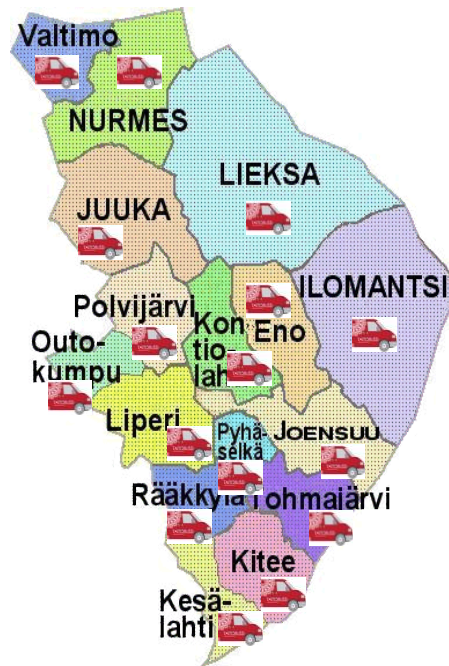 Valtimo
NURMES
LIEKSA
JUUKA
ILOMANTSI
Polvijärvi
Kon
tio-
lah
Eno
Outo-
kumpu
Liperi
Pyhä-
selkä
JOENSUU
Rääkkylä
Tohmajärvi
Kitee
Kesä-
lahti